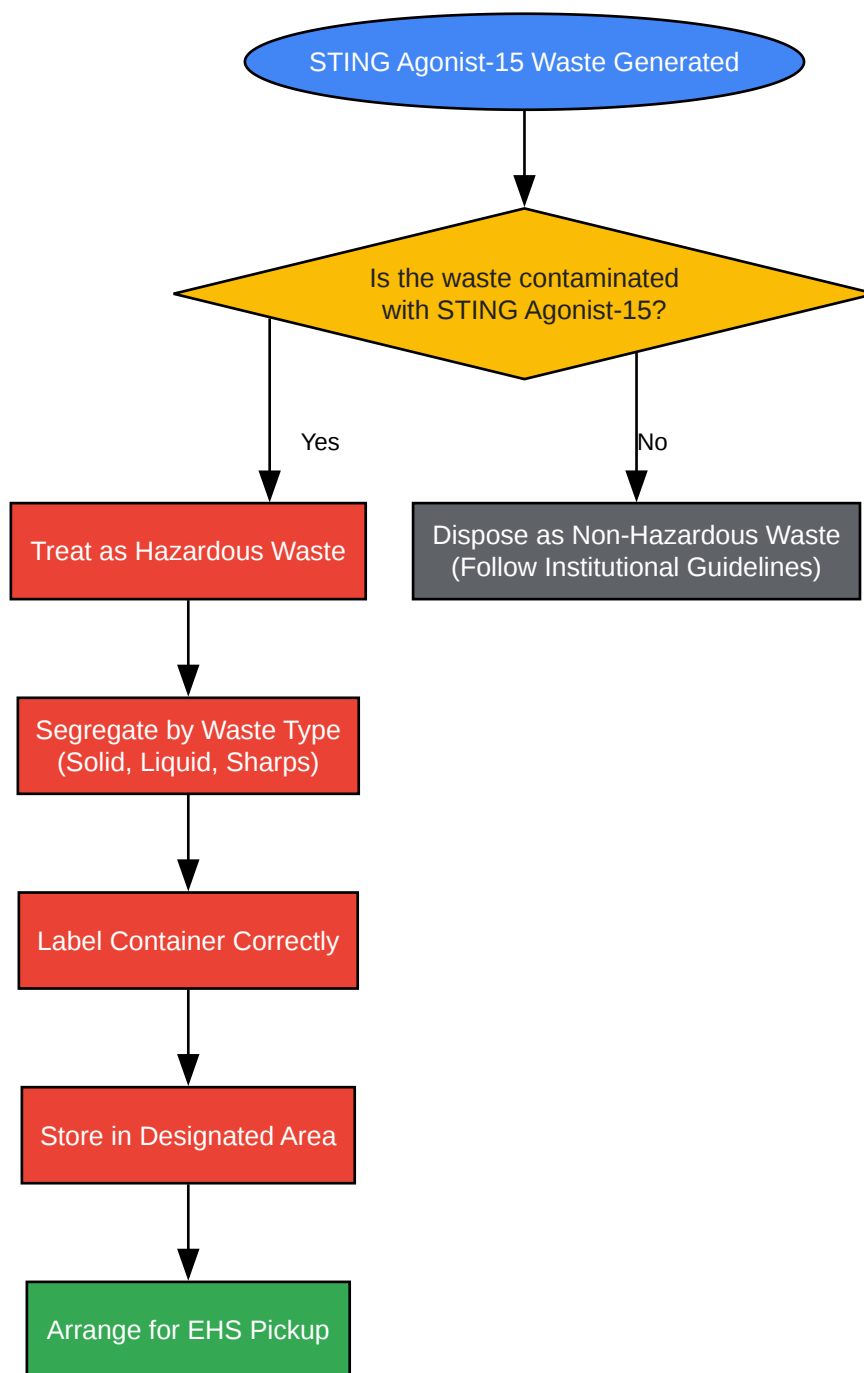 STING Agonist-15 Waste Generated
Is the waste contaminated
with STING Agonist-15?
Yes
No
Treat as Hazardous Waste
Dispose as Non-Hazardous Waste
(Follow Institutional Guidelines)
Segregate by Waste Type
(Solid, Liquid, Sharps)
Label Container Correctly
Store in Designated Area
Arrange for EHS Pickup